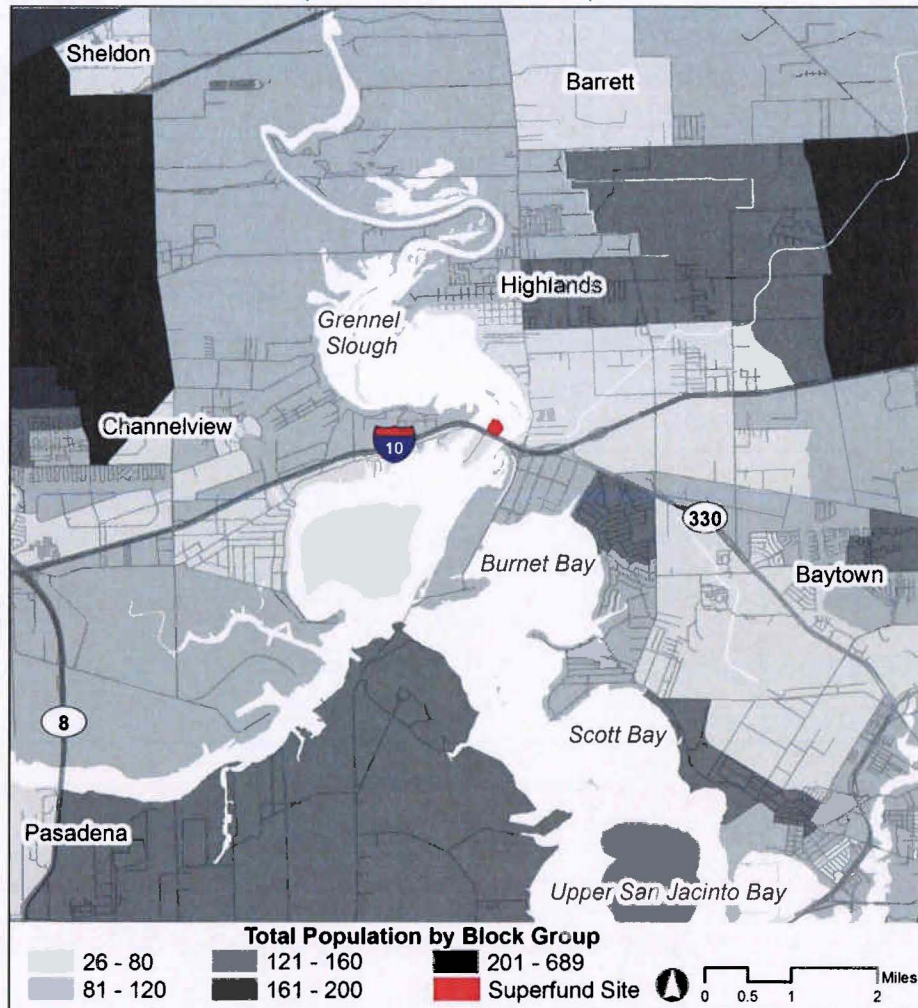 Sheldon
Barrett
Highlands
Grennel
Slough
Channelview
10
330
Burnet Bay
Baytown
8
Scott Bay
Pasadena
Upper San Jacinto Bay
Total Population by Block Group
26 - 80
121 - 160
201 - 689
81 - 120
161 - 200
Superfund Site
Miles
0 0.5 1 2